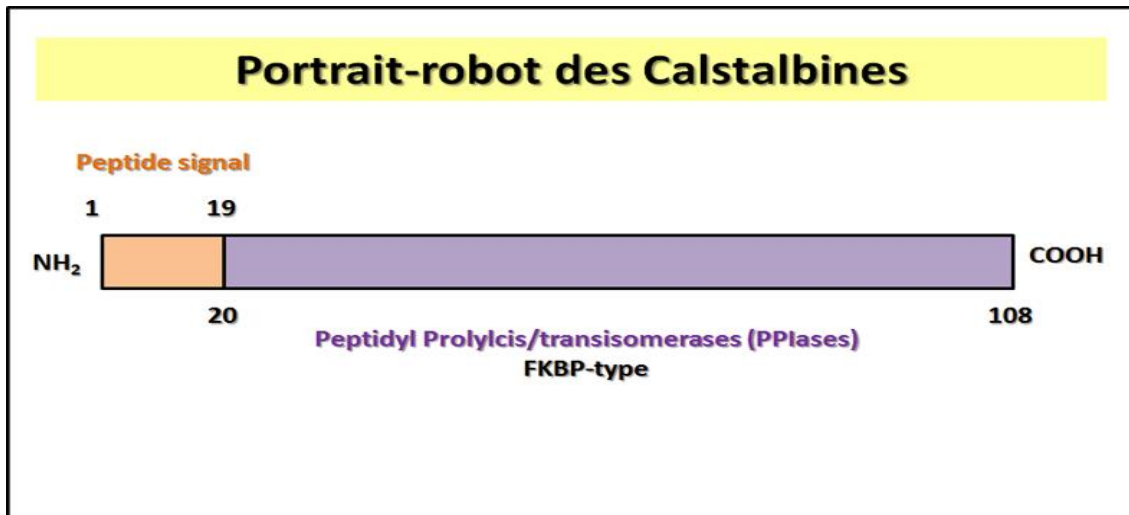 Portrait-robot des Calstalbines
Peptide signal
1 19
NH₂ COOH
20 108
Peptidyl Prolylcis/transisomerases (PPIases)
FKBP-type